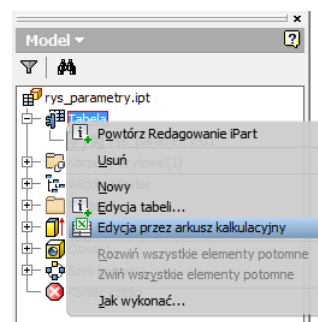 Model
rys_parametry.ipt
Tabela
Powtórz Redagowanie iPart
Usuń
Nowy
Edycja tabeli...
Edycja przez arkusz kalkulacyjny
Rozwiń wszystkie elementy potomne
Zwiń wszystkie elementy potomne
Jak wykonać...